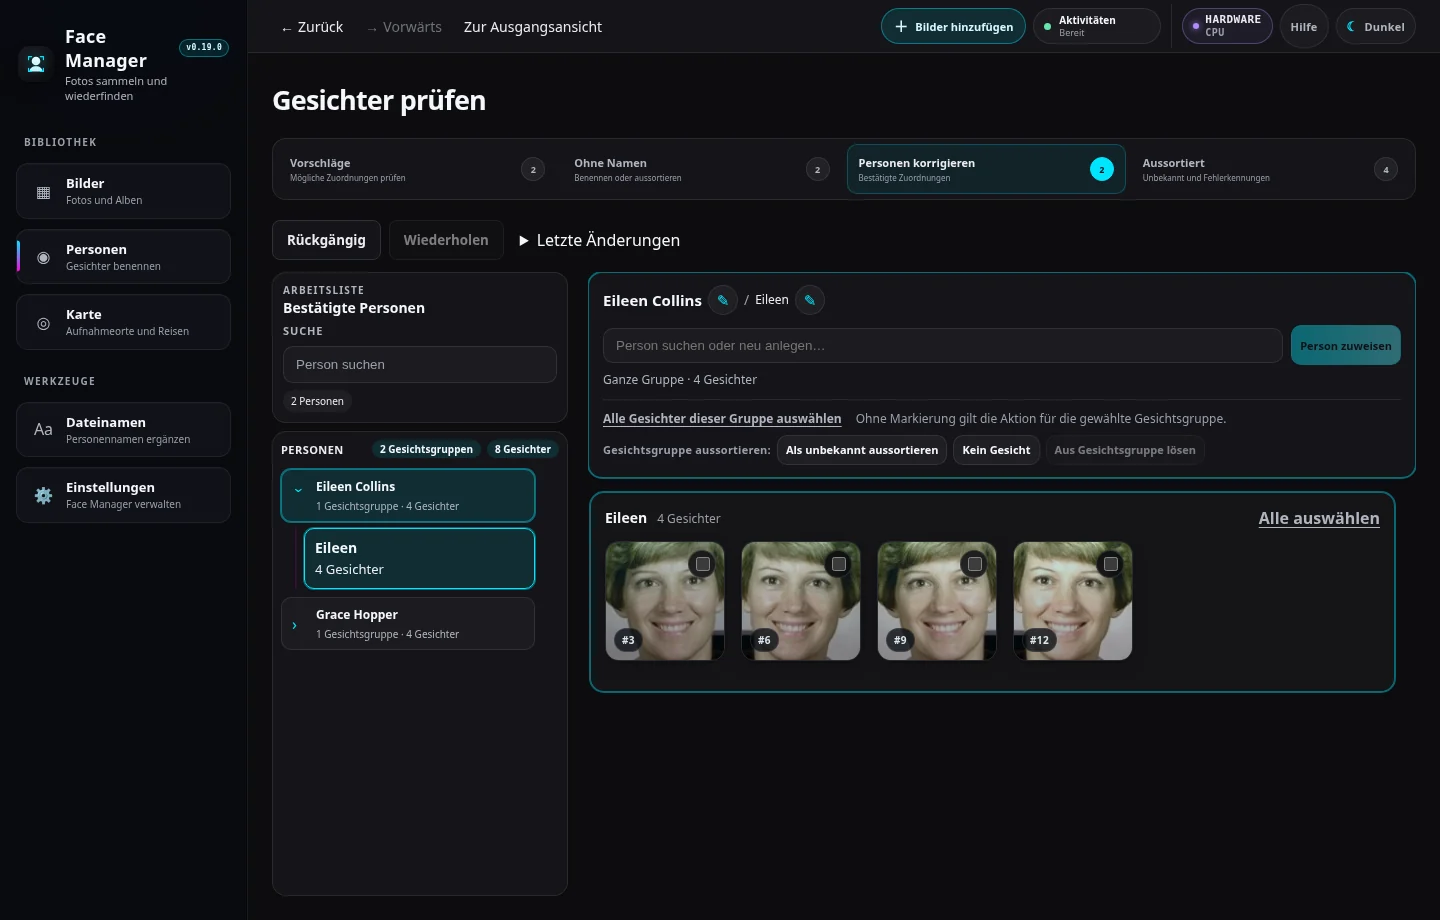 Face Manager
v0.19.0
Fotos sammeln und wiederfinden
BIBLIOTHEK
Bilder
Fotos und Alben
Personen
Gesichter benennen
Karte
Aufnahmeorte und Reisen
WERKZEUGE
Aa
Dateinamen
Personennamen ergänzen
Einstellungen
Face Manager verwalten
← Zurück
→ Vorwärts
Zur Ausgangsansicht
+ Bilder hinzufügen
Aktivitäten
Bereit
HARDWARE
CPU
Hilfe
Dunkel
Gesichter prüfen
Vorschläge
Mögliche Zuordnungen prüfen
2
Ohne Namen
Benennen oder aussortieren
2
Personen korrigieren
Bestätigte Zuordnungen
2
Aussortiert
Unbekannt und Fehlerkennungen
4
Rückgängig
Wiederholen
▶ Letzte Änderungen
ARBEITSLISTE
Bestätigte Personen
SUCHE
Person suchen
2 Personen
PERSONEN
2 Gesichtsgruppen
8 Gesichter
Eileen Collins
1 Gesichtsgruppe · 4 Gesichter
Eileen
4 Gesichter
Grace Hopper
1 Gesichtsgruppe · 4 Gesichter
Eileen Collins / Eileen
Person suchen oder neu anlegen…
Person zuweisen
Ganze Gruppe · 4 Gesichter
Alle Gesichter dieser Gruppe auswählen
Ohne Markierung gilt die Aktion für die gewählte Gesichtsgruppe.
Gesichtsgruppe aussortieren:
Als unbekannt aussortieren
Kein Gesicht
Aus Gesichtsgruppe lösen
Eileen 4 Gesichter
Alle auswählen
#3
#6
#9
#12